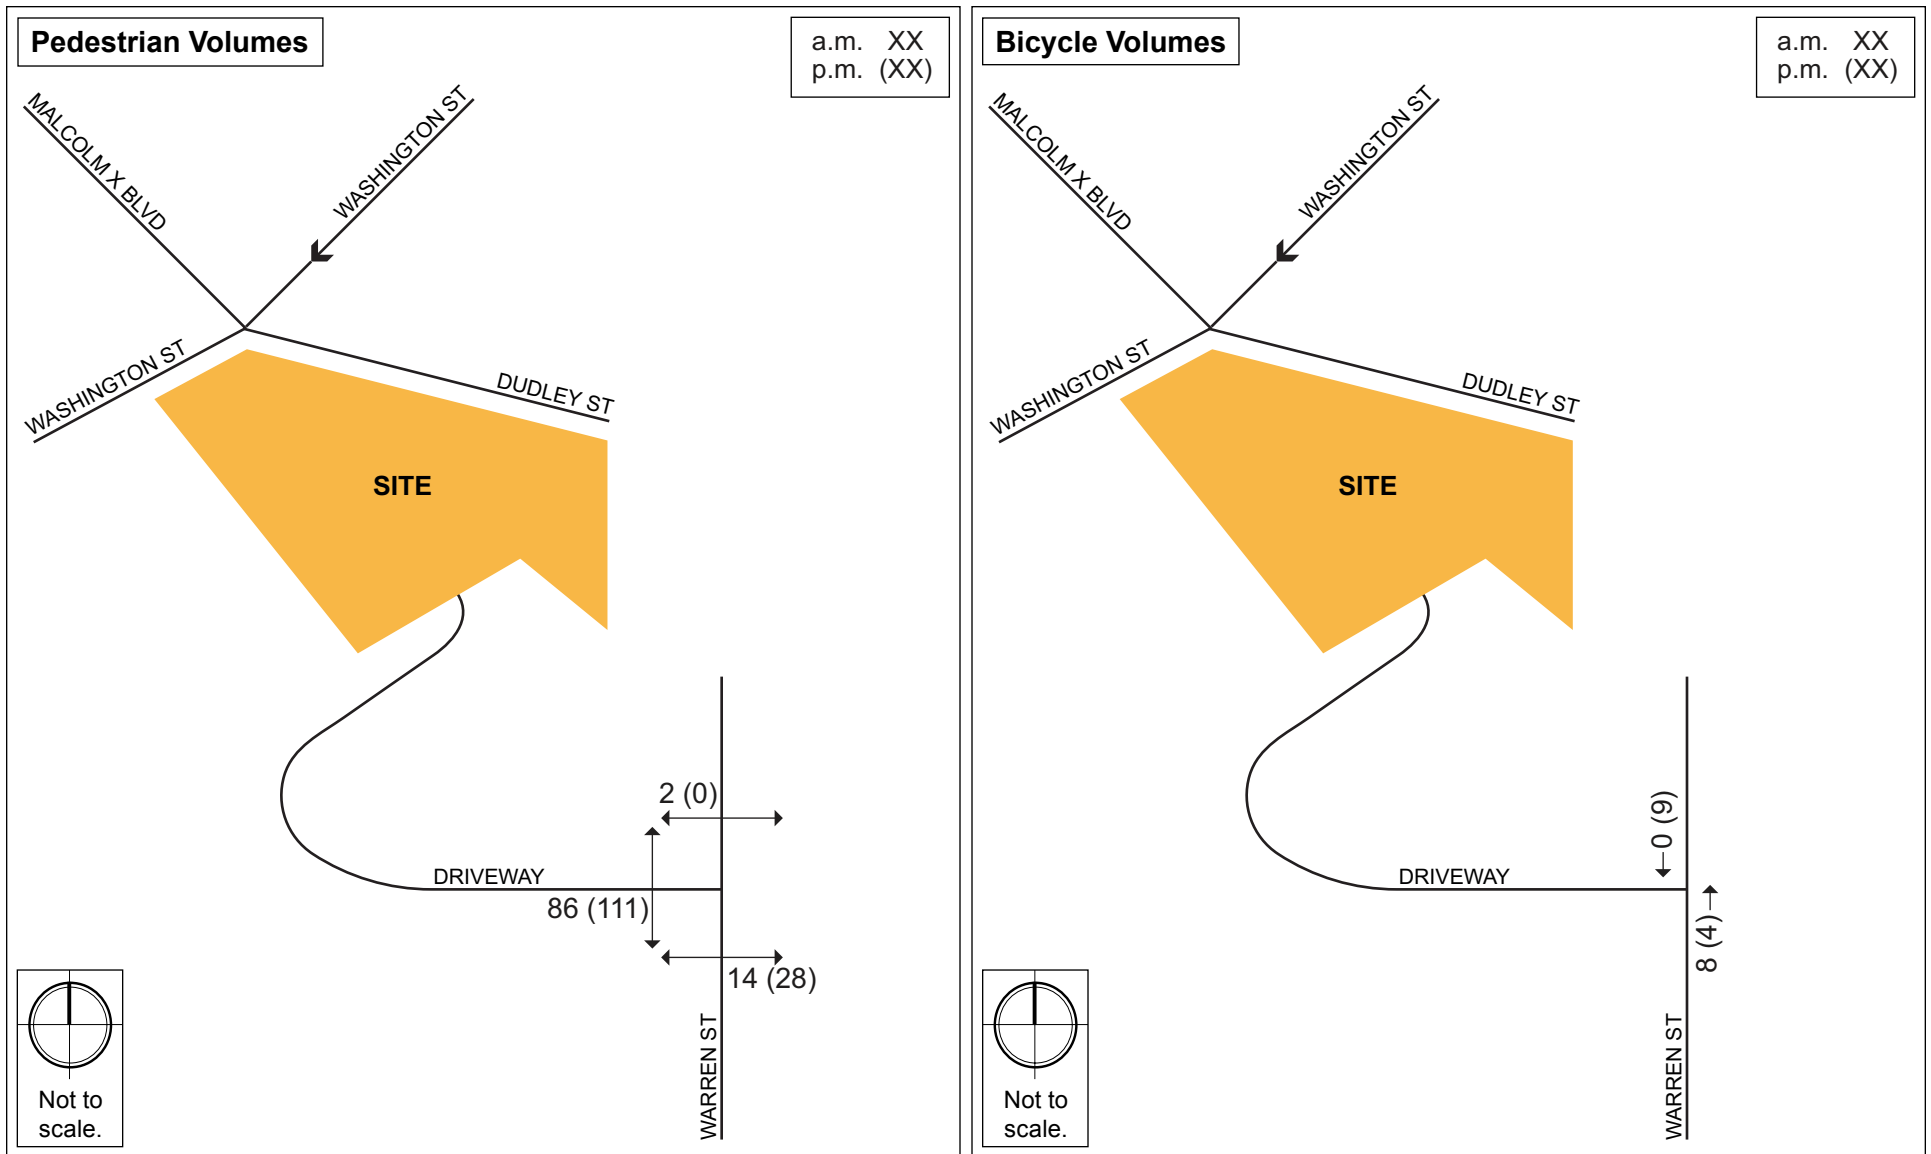 Pedestrian Volumes
a.m. XX
p.m. (XX)
MALCOLM X BLVD
WASHINGTON ST
WASHINGTON ST
DUDLEY ST
SITE
2 (0)
DRIVEWAY
86 (111)
14 (28)
WARREN ST
Not to
scale.
Bicycle Volumes
a.m. XX
p.m. (XX)
MALCOLM X BLVD
WASHINGTON ST
WASHINGTON ST
DUDLEY ST
SITE
0 (9)
DRIVEWAY
8 (4)
WARREN ST
Not to
scale.